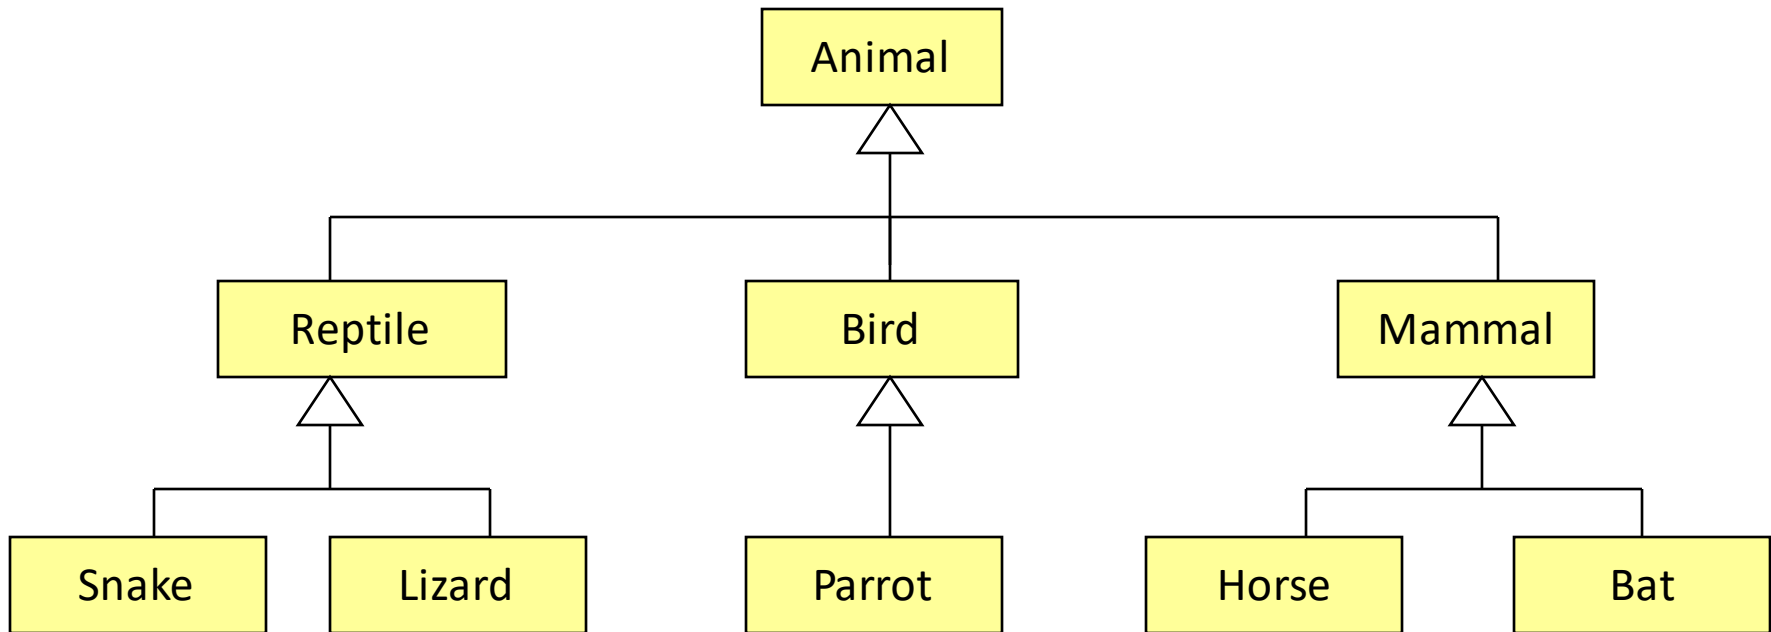 Animal
Reptile
Bird
Mammal
Snake
Lizard
Parrot
Horse
Bat